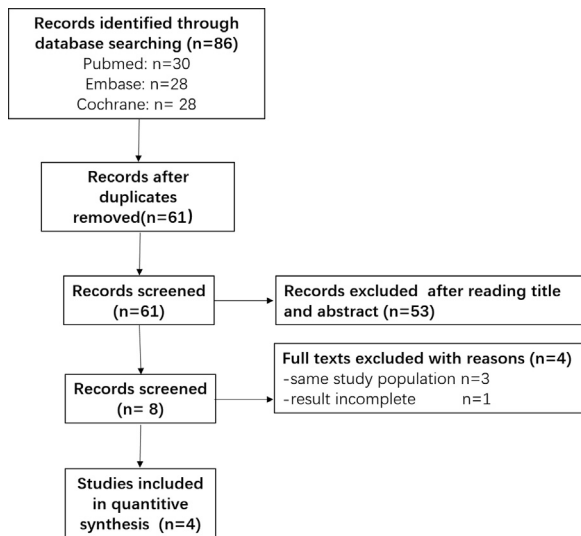 Records identified through
database searching (n=86)
Pubmed: n=30
Embase: n=28
Cochrane: n= 28
Records after
duplicates
removed(n=61)
Records screened
(n=61)
Records excluded after reading title
and abstract (n=53)
Full texts excluded with reasons (n=4)
-same study population n=3
-result incomplete n=1
Records screened
(n= 8)
Studies included
in quantitive
synthesis (n=4)